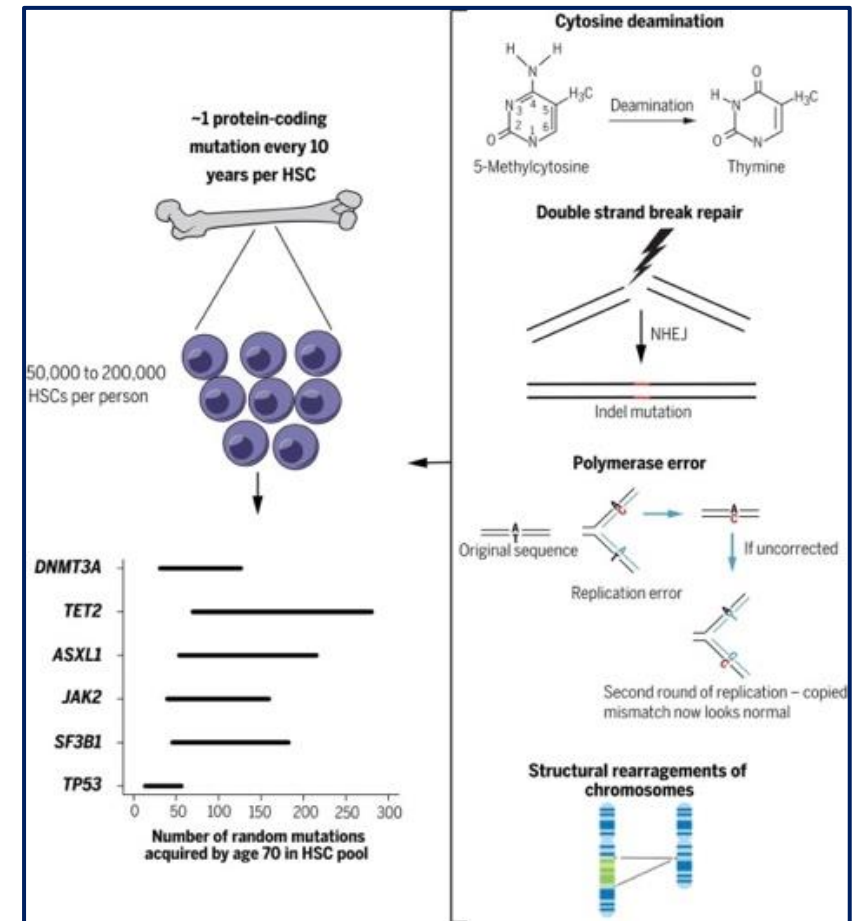 ~1 protein-coding
mutation every 10
years per HSC
50,000 to 200,000
HSCs per person
DNMT3A
TET2
ASXL1
JAK2
SF3B1
TP53
0 50 100 150 200 250 300
Number of random mutations
acquired by age 70 in HSC pool
Cytosine deamination
H H
N
N 3 4 5 H₃C
2 1 6
O N
5-Methylcytosine
Deamination
O
H N H₃C
O N
Thymine
Double strand break repair
NHEJ
Indel mutation
Polymerase error
A
T
Original sequence
A
C
T
A
Replication error
A
C
If uncorrected
A
T
G
C
Second round of replication – copied
mismatch now looks normal
Structural rearragements of
chromosomes